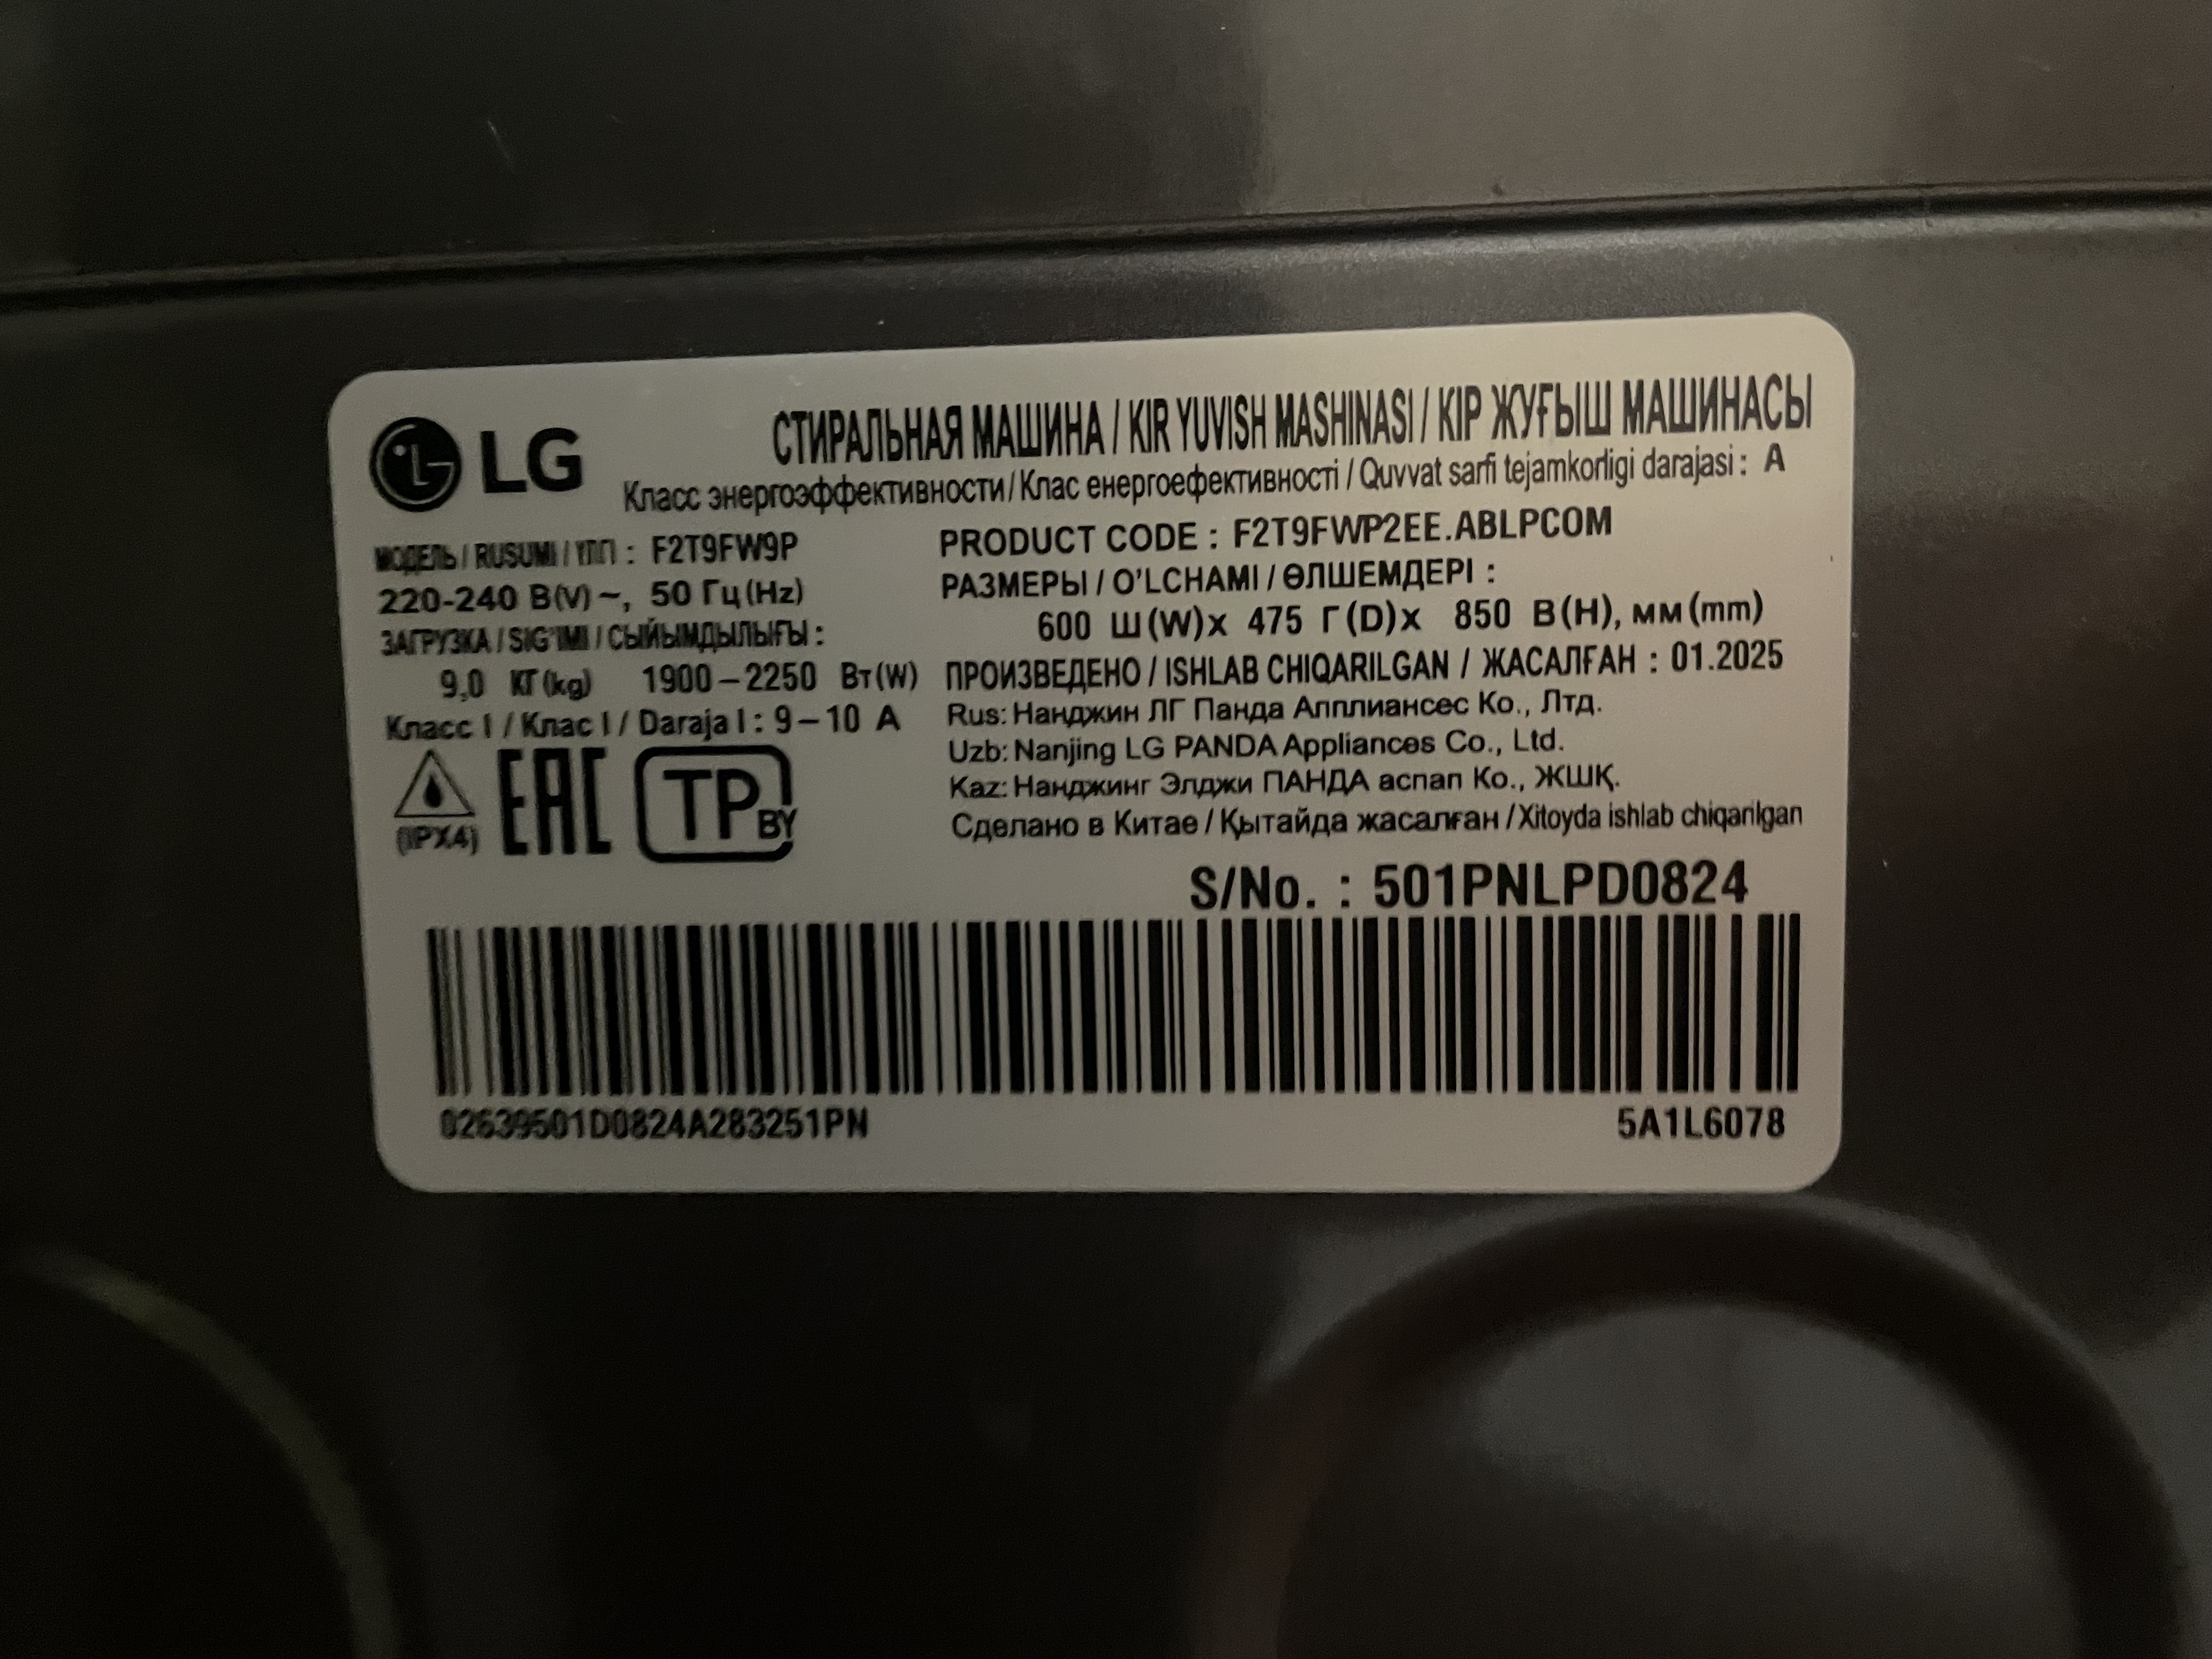 LG
СТИРАЛЬНАЯ МАШИНА / KIR YUVISH MASHINASI / КІР ЖУҒЫШ МАШИНАСЫ
Класс энергоэффективности / Клас енергоефективності / Quvvat sarfi tejamkorligi darajasi : A
МОДЕЛЬ / RUSUMI / ҮЛГІ : F2T9FW9P
220-240 В(V) ~, 50 Гц (Hz)
ЗАГРУЗКА / SIG'IMI / СЫЙЫМДЫЛЫҒЫ :
9,0 КГ (kg) 1900–2250 Вт(W)
Класс I / Клас I / Daraja I : 9–10 A
(IPX4) EAC TP BY
PRODUCT CODE : F2T9FWP2EE.ABLPCOM
РАЗМЕРЫ / O'LCHAMI / ӨЛШЕМДЕРІ :
600 Ш(W)x 475 Г(D)x 850 В(H), мм (mm)
ПРОИЗВЕДЕНО / ISHLAB CHIQARILGAN / ЖАСАЛҒАН : 01.2025
Rus: Нанджин ЛГ Панда Апплиансес Ко., Лтд.
Uzb: Nanjing LG PANDA Appliances Co., Ltd.
Kaz: Нанджинг Элджи ПАНДА аспап Ко., ЖШҚ.
Сделано в Китае / Қытайда жасалған / Xitoyda ishlab chiqarilgan
S/No. : 501PNLPD0824
02639501D0824A283251PN 5A1L6078